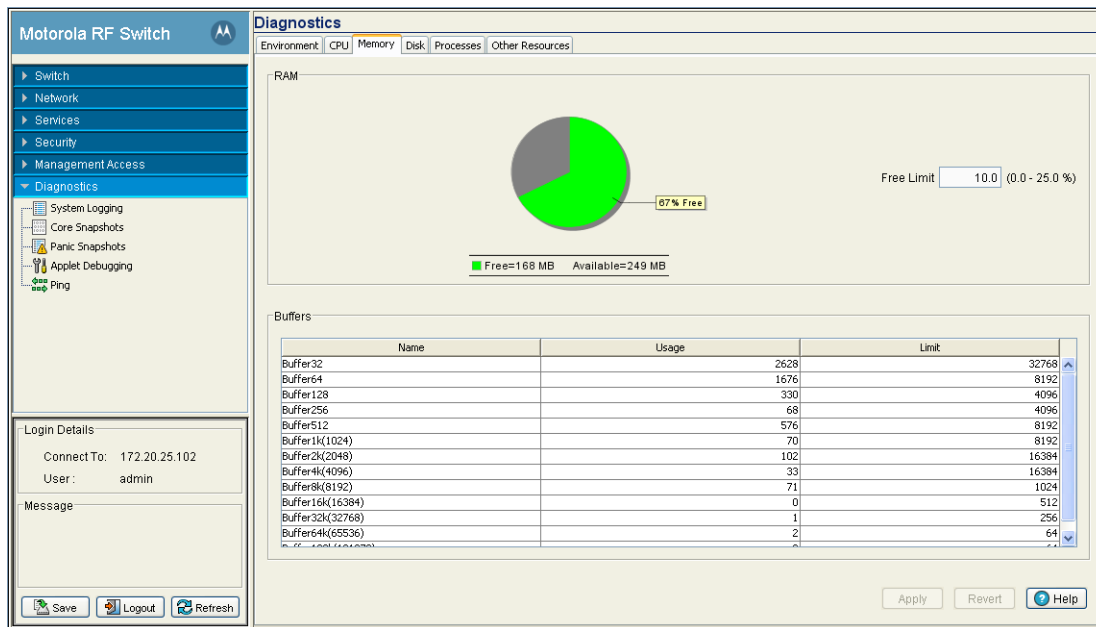 Motorola RF Switch
Switch
Network
Services
Security
Management Access
Diagnostics
System Logging
Core Snapshots
Panic Snapshots
Applet Debugging
Ping
Login Details
Connect To: 172.20.25.102
User : admin
Message
Save Logout Refresh
Diagnostics
Environment CPU Memory Disk Processes Other Resources
RAM
67% Free
Free=168 MB Available=249 MB
Free Limit 10.0 (0.0 - 25.0 %)
Buffers
Name Usage Limit
Buffer32 2628 32768
Buffer64 1676 8192
Buffer128 330 4096
Buffer256 68 4096
Buffer512 576 8192
Buffer1k(1024) 70 8192
Buffer2k(2048) 102 16384
Buffer4k(4096) 33 16384
Buffer8k(8192) 71 1024
Buffer16k(16384) 0 512
Buffer32k(32768) 1 256
Buffer64k(65536) 2 64
Apply Revert Help